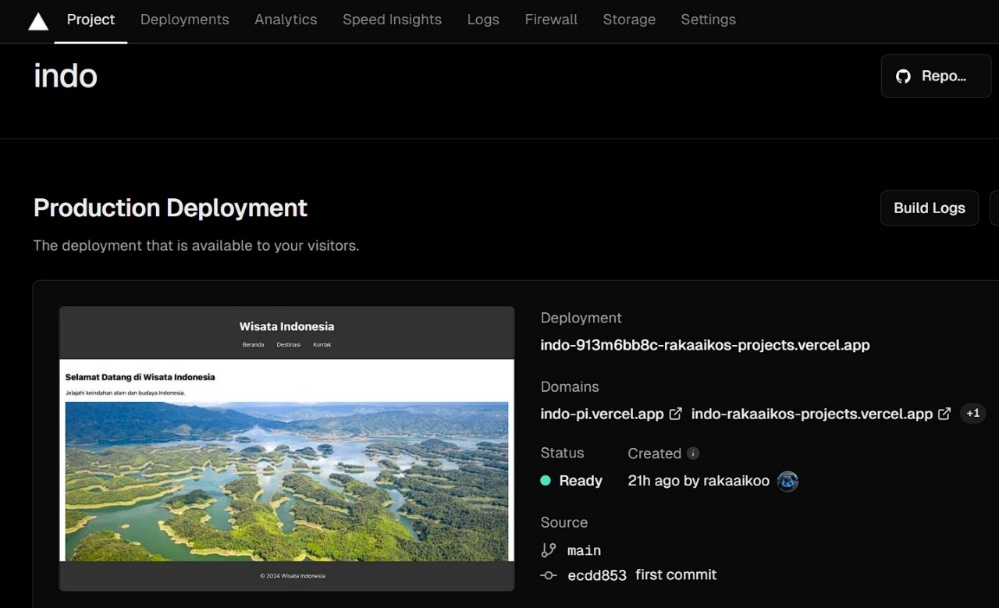 Project Deployments Analytics Speed Insights Logs Firewall Storage Settings
indo
Repo...
Production Deployment
Build Logs
The deployment that is available to your visitors.
Wisata Indonesia
Beranda Destinasi Kontak
Selamat Datang di Wisata Indonesia
Jelajahi keindahan alam dan budaya Indonesia.
© 2024 Wisata Indonesia
Deployment
indo-913m6bb8c-rakaaikos-projects.vercel.app
Domains
indo-pi.vercel.app indo-rakaaikos-projects.vercel.app +1
Status Created
Ready 21h ago by rakaaikoo
Source
main
ecdd853 first commit